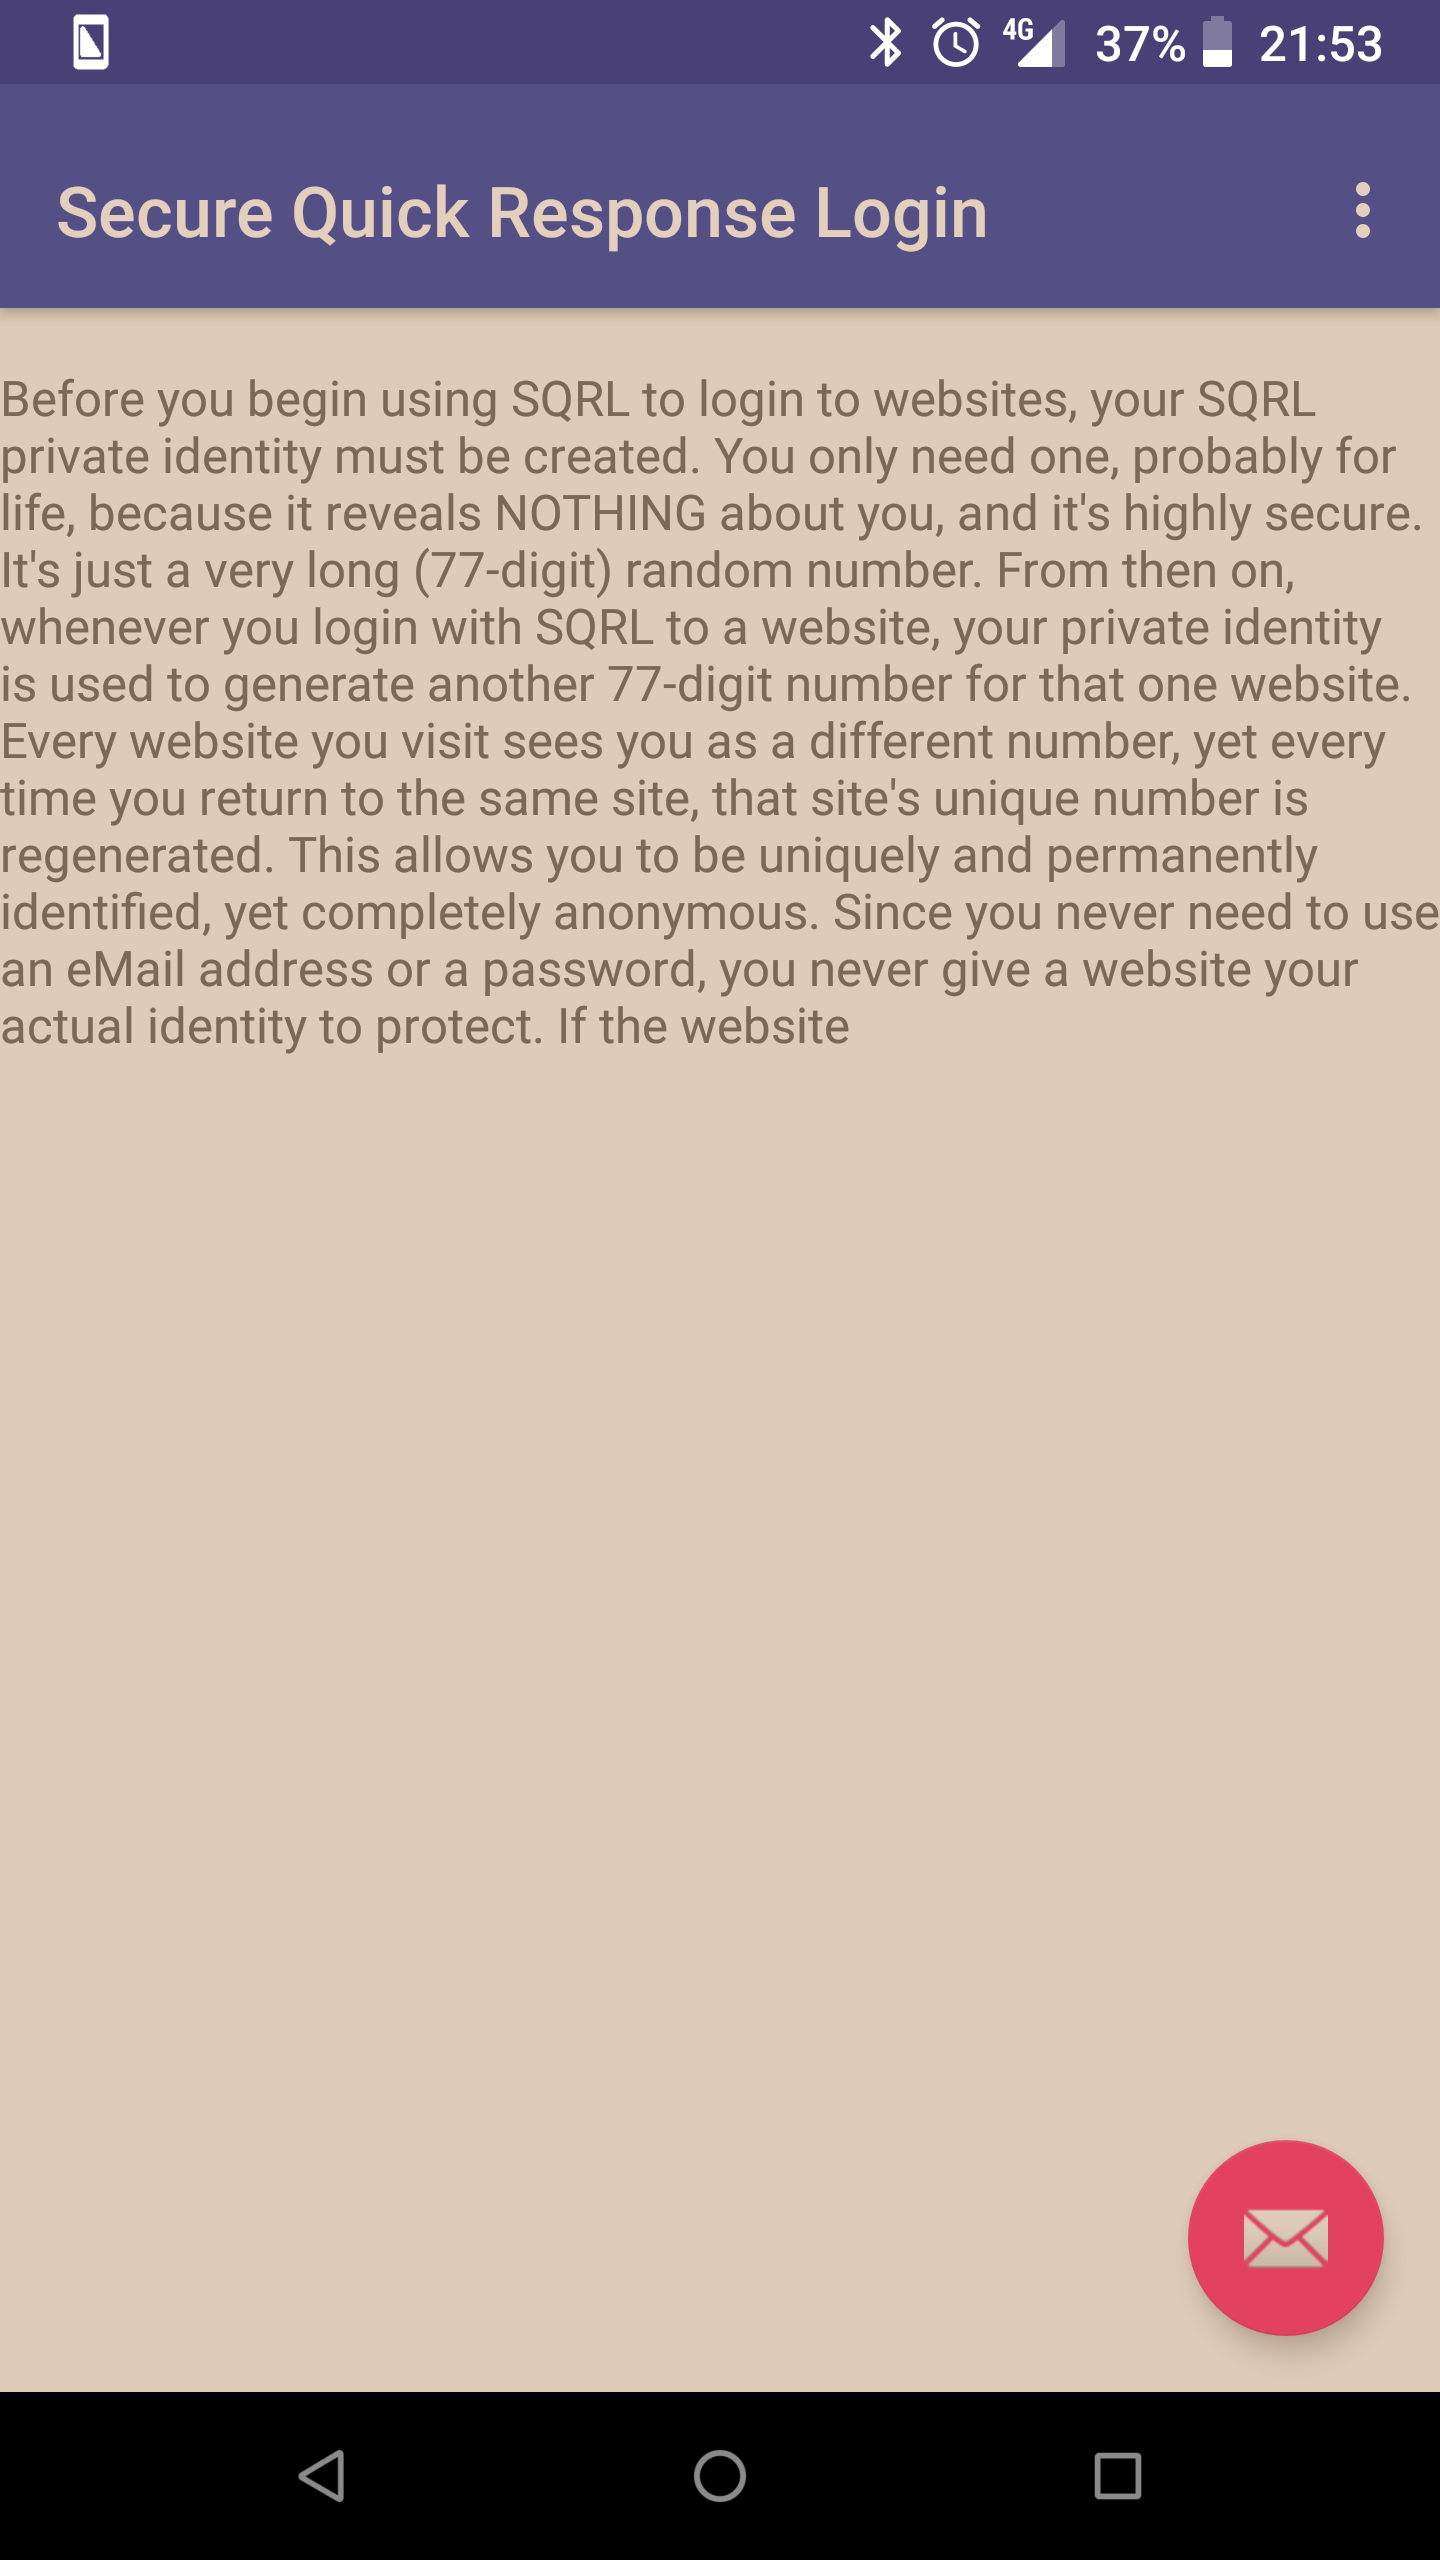 4G 37% 21:53
Secure Quick Response Login
Before you begin using SQRL to login to websites, your SQRL
private identity must be created. You only need one, probably for
life, because it reveals NOTHING about you, and it's highly secure.
It's just a very long (77-digit) random number. From then on,
whenever you login with SQRL to a website, your private identity
is used to generate another 77-digit number for that one website.
Every website you visit sees you as a different number, yet every
time you return to the same site, that site's unique number is
regenerated. This allows you to be uniquely and permanently
identified, yet completely anonymous. Since you never need to use
an eMail address or a password, you never give a website your
actual identity to protect. If the website